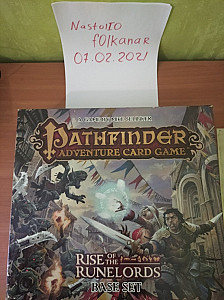 NastolIO
fOlkanar
07.02.2021
PATHFINDER
ADVENTURE CARD GAME
RISE
OF THE
RUNELORDS
BASE SET